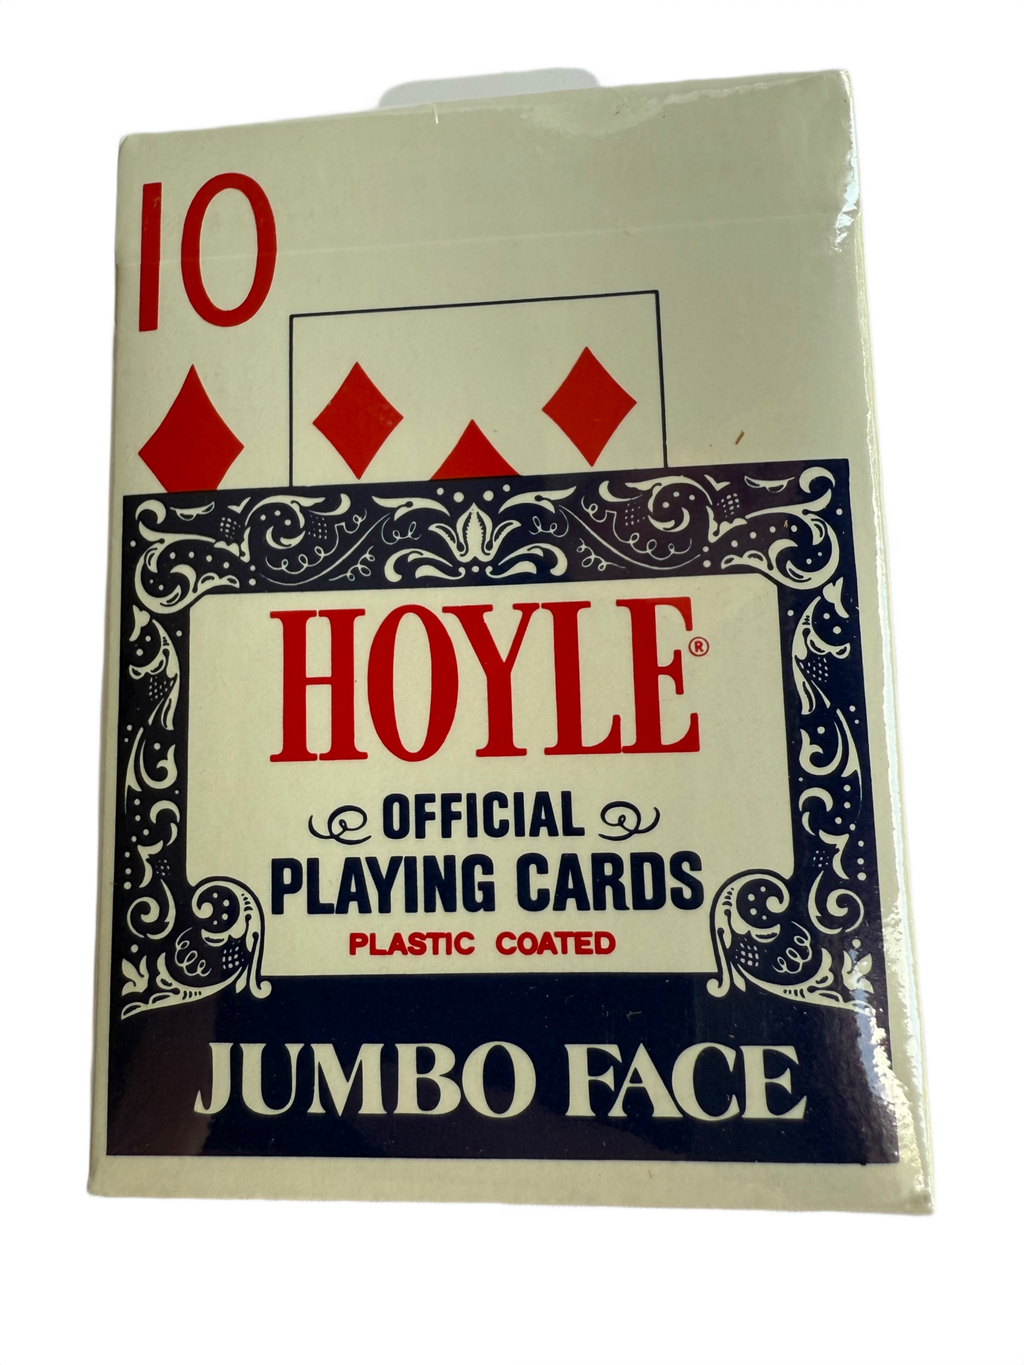 10
HOYLE®
OFFICIAL
PLAYING CARDS
PLASTIC COATED
JUMBO FACE